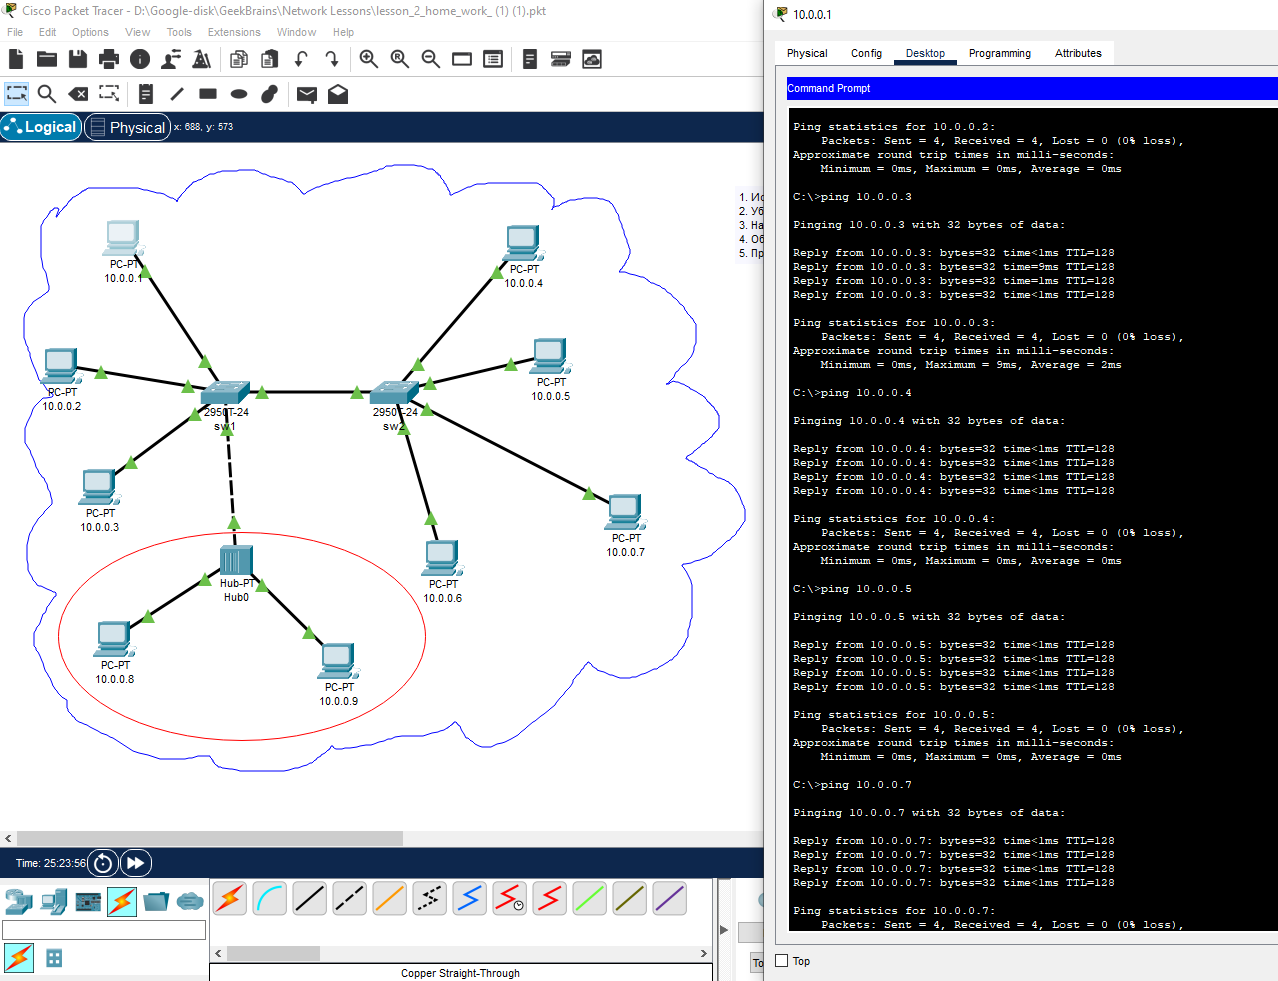 Cisco Packet Tracer - D:\Google-disk\GeekBrains\Network Lessons\lesson_2_home_work_ (1) (1).pkt
File Edit Options View Tools Extensions Window Help
Logical Physical x: 688, y: 573
PC-PT
10.0.0.1
PC-PT
10.0.0.4
PC-PT
10.0.0.2
PC-PT
10.0.0.5
2950T-24
sw1
2950T-24
sw2
PC-PT
10.0.0.3
PC-PT
10.0.0.7
Hub-PT
Hub0
PC-PT
10.0.0.6
PC-PT
10.0.0.8
PC-PT
10.0.0.9
1. Ис
2. Уб
3. На
4. Об
5. Пр
Time: 25:23:56
Copper Straight-Through
To
10.0.0.1
Physical Config Desktop Programming Attributes
Command Prompt
Ping statistics for 10.0.0.2:
Packets: Sent = 4, Received = 4, Lost = 0 (0% loss),
Approximate round trip times in milli-seconds:
Minimum = 0ms, Maximum = 0ms, Average = 0ms
C:\>ping 10.0.0.3
Pinging 10.0.0.3 with 32 bytes of data:
Reply from 10.0.0.3: bytes=32 time<1ms TTL=128
Reply from 10.0.0.3: bytes=32 time=9ms TTL=128
Reply from 10.0.0.3: bytes=32 time=1ms TTL=128
Reply from 10.0.0.3: bytes=32 time<1ms TTL=128
Ping statistics for 10.0.0.3:
Packets: Sent = 4, Received = 4, Lost = 0 (0% loss),
Approximate round trip times in milli-seconds:
Minimum = 0ms, Maximum = 9ms, Average = 2ms
C:\>ping 10.0.0.4
Pinging 10.0.0.4 with 32 bytes of data:
Reply from 10.0.0.4: bytes=32 time<1ms TTL=128
Reply from 10.0.0.4: bytes=32 time<1ms TTL=128
Reply from 10.0.0.4: bytes=32 time<1ms TTL=128
Reply from 10.0.0.4: bytes=32 time<1ms TTL=128
Ping statistics for 10.0.0.4:
Packets: Sent = 4, Received = 4, Lost = 0 (0% loss),
Approximate round trip times in milli-seconds:
Minimum = 0ms, Maximum = 0ms, Average = 0ms
C:\>ping 10.0.0.5
Pinging 10.0.0.5 with 32 bytes of data:
Reply from 10.0.0.5: bytes=32 time<1ms TTL=128
Reply from 10.0.0.5: bytes=32 time<1ms TTL=128
Reply from 10.0.0.5: bytes=32 time<1ms TTL=128
Reply from 10.0.0.5: bytes=32 time<1ms TTL=128
Ping statistics for 10.0.0.5:
Packets: Sent = 4, Received = 4, Lost = 0 (0% loss),
Approximate round trip times in milli-seconds:
Minimum = 0ms, Maximum = 0ms, Average = 0ms
C:\>ping 10.0.0.7
Pinging 10.0.0.7 with 32 bytes of data:
Reply from 10.0.0.7: bytes=32 time<1ms TTL=128
Reply from 10.0.0.7: bytes=32 time<1ms TTL=128
Reply from 10.0.0.7: bytes=32 time<1ms TTL=128
Reply from 10.0.0.7: bytes=32 time<1ms TTL=128
Ping statistics for 10.0.0.7:
Packets: Sent = 4, Received = 4, Lost = 0 (0% loss),
Top